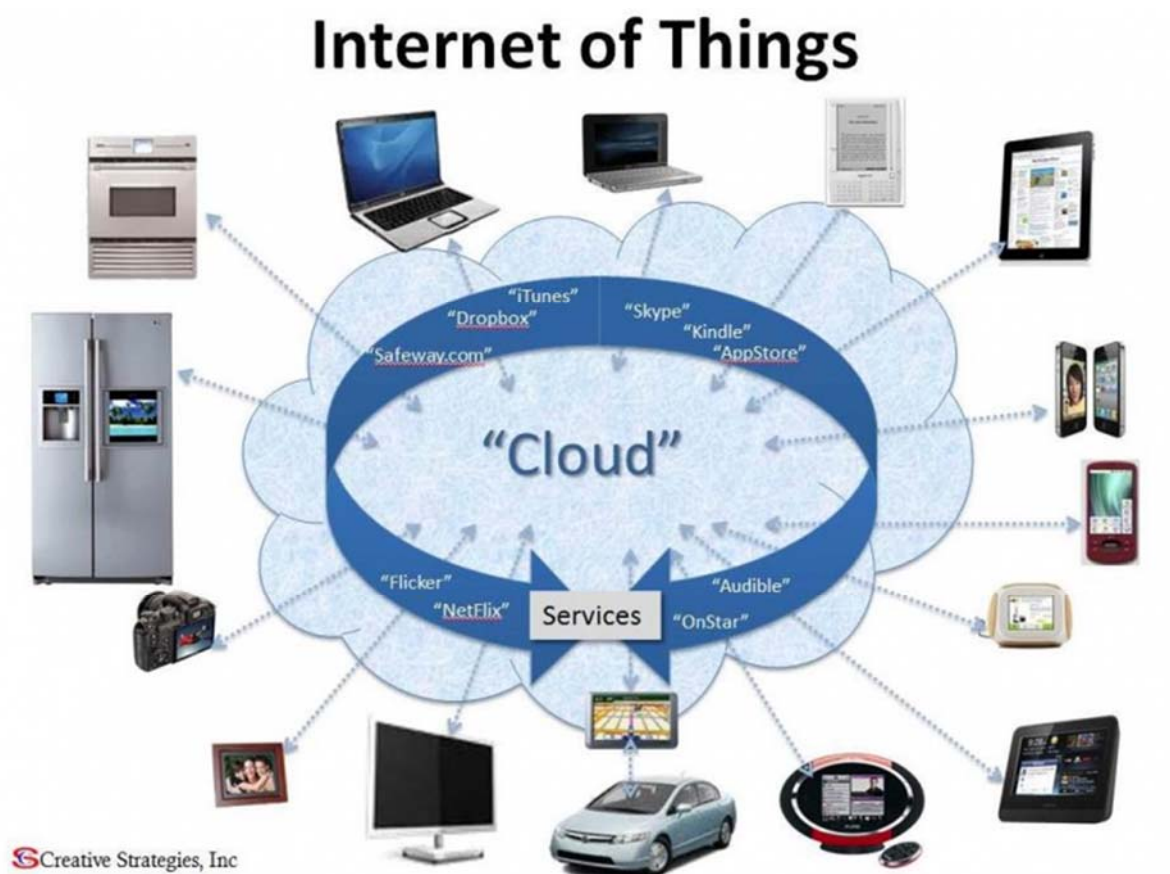 Internet of Things
“iTunes”
“Dropbox”
“Safeway.com”
“Skype”
“Kindle”
“AppStore”
“Cloud”
“Flicker”
“NetFlix”
Services
“Audible”
“OnStar”
Creative Strategies, Inc